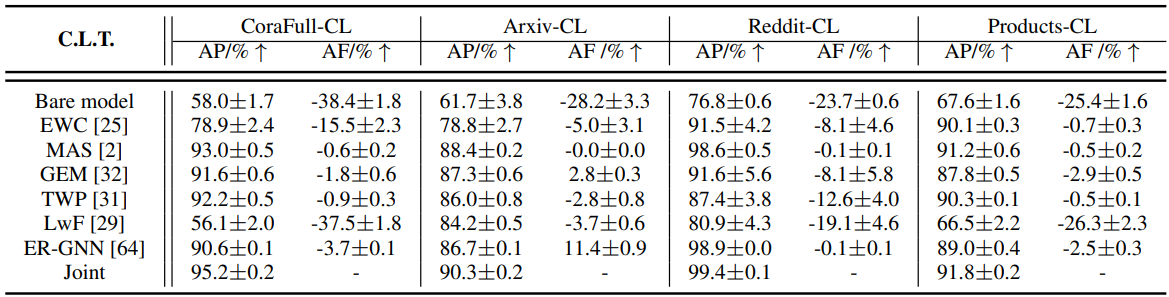 C.L.T. CoraFull-CL Arxiv-CL Reddit-CL Products-CL
AP/% ↑ AF/% ↑ AP/% ↑ AF /% ↑ AP/% ↑ AF /% ↑ AP/% ↑ AF /% ↑
Bare model 58.0±1.7 -38.4±1.8 61.7±3.8 -28.2±3.3 76.8±0.6 -23.7±0.6 67.6±1.6 -25.4±1.6
EWC [25] 78.9±2.4 -15.5±2.3 78.8±2.7 -5.0±3.1 91.5±4.2 -8.1±4.6 90.1±0.3 -0.7±0.3
MAS [2] 93.0±0.5 -0.6±0.2 88.4±0.2 -0.0±0.0 98.6±0.5 -0.1±0.1 91.2±0.6 -0.5±0.2
GEM [32] 91.6±0.6 -1.8±0.6 87.3±0.6 2.8±0.3 91.6±5.6 -8.1±5.8 87.8±0.5 -2.9±0.5
TWP [31] 92.2±0.5 -0.9±0.3 86.0±0.8 -2.8±0.8 87.4±3.8 -12.6±4.0 90.3±0.1 -0.5±0.1
LwF [29] 56.1±2.0 -37.5±1.8 84.2±0.5 -3.7±0.6 80.9±4.3 -19.1±4.6 66.5±2.2 -26.3±2.3
ER-GNN [64] 90.6±0.1 -3.7±0.1 86.7±0.1 11.4±0.9 98.9±0.0 -0.1±0.1 89.0±0.4 -2.5±0.3
Joint 95.2±0.2 - 90.3±0.2 - 99.4±0.1 - 91.8±0.2 -